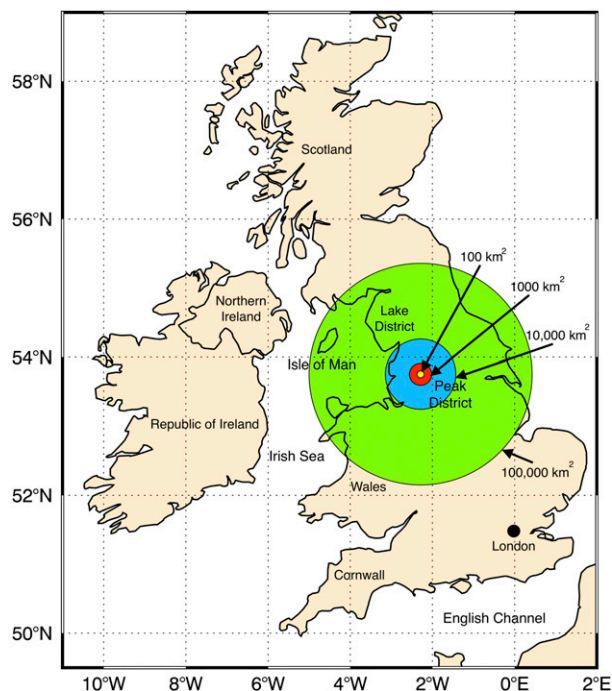 58°N
Scotland
56°N
100 km²
1000 km²
Northern
Ireland
Lake
District
10,000 km²
54°N
Isle of Man
Peak
District
Republic of Ireland
Irish Sea
100,000 km²
Wales
52°N
London
Cornwall
English Channel
50°N
10°W
8°W
6°W
4°W
2°W
0°E
2°E